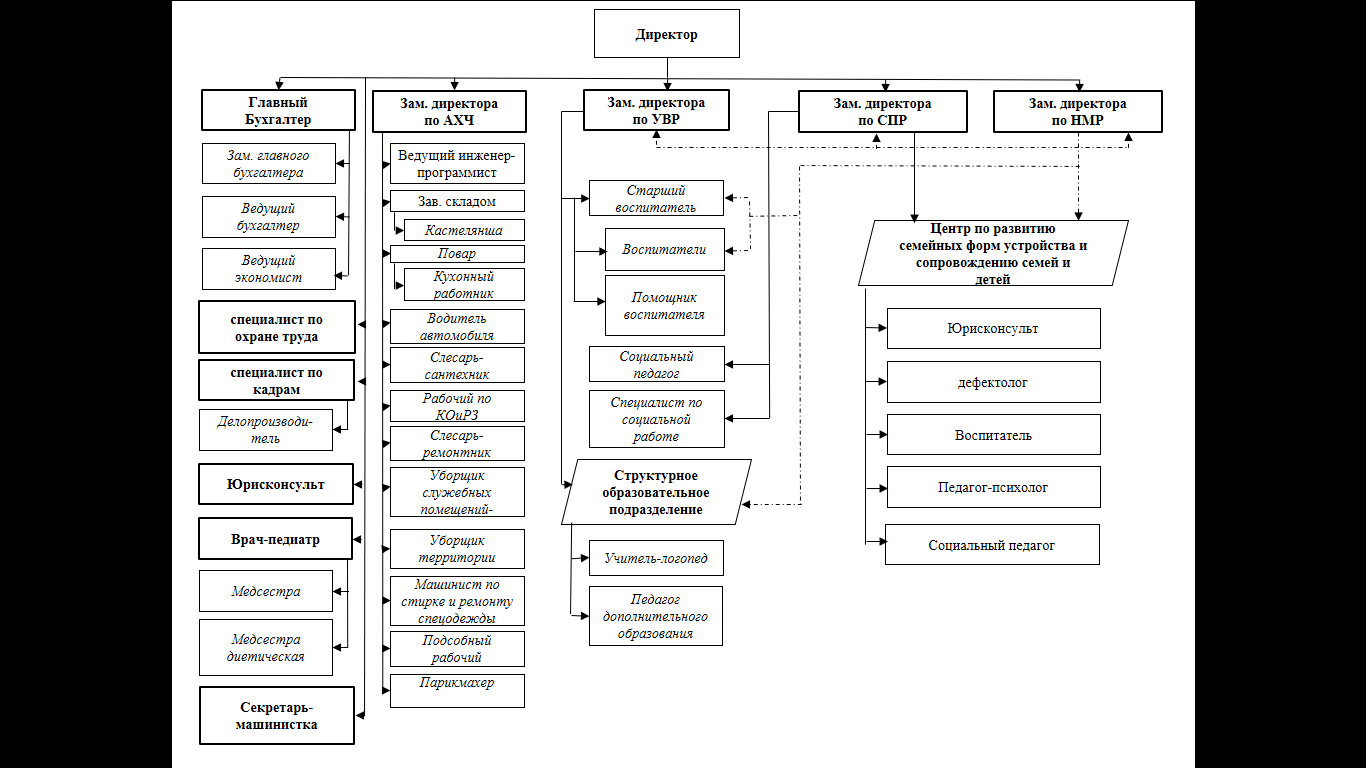 Директор
Главный
Бухгалтер
Зам. главного
бухгалтера
Ведущий
бухгалтер
Ведущий
экономист
специалист по
охране труда
специалист по
кадрам
Делопроизводи-
тель
Юрисконсульт
Врач-педиатр
Медсестра
Медсестра
диетическая
Секретарь-
машинистка
Зам. директора
по АХЧ
Ведущий инженер-
программист
Зав. складом
Кастелянша
Повар
Кухонный
работник
Водитель
автомобиля
Слесарь-
сантехник
Рабочий по
КОиРЗ
Слесарь-
ремонтник
Уборщик
служебных
помещений-
Уборщик
территории
Машинист по
стирке и ремонту
спецодежды
Подсобный
рабочий
Парикмахер
Зам. директора
по УВР
Старший
воспитатель
Воспитатели
Помощник
воспитателя
Социальный
педагог
Специалист по
социальной
работе
Структурное
образовательное
подразделение
Учитель-логопед
Педагог
дополнительного
образования
Зам. директора
по СПР
Зам. директора
по НМР
Центр по развитию
семейных форм устройства и
сопровождению семей и
детей
Юрисконсульт
дефектолог
Воспитатель
Педагог-психолог
Социальный педагог